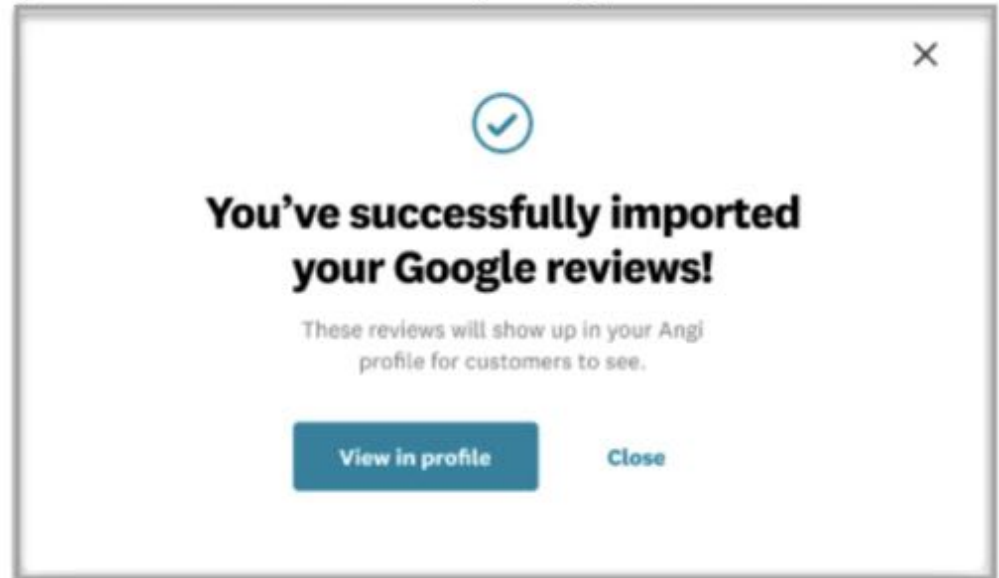 You've successfully imported
your Google reviews!
These reviews will show up in your Angi
profile for customers to see.
View in profile
Close